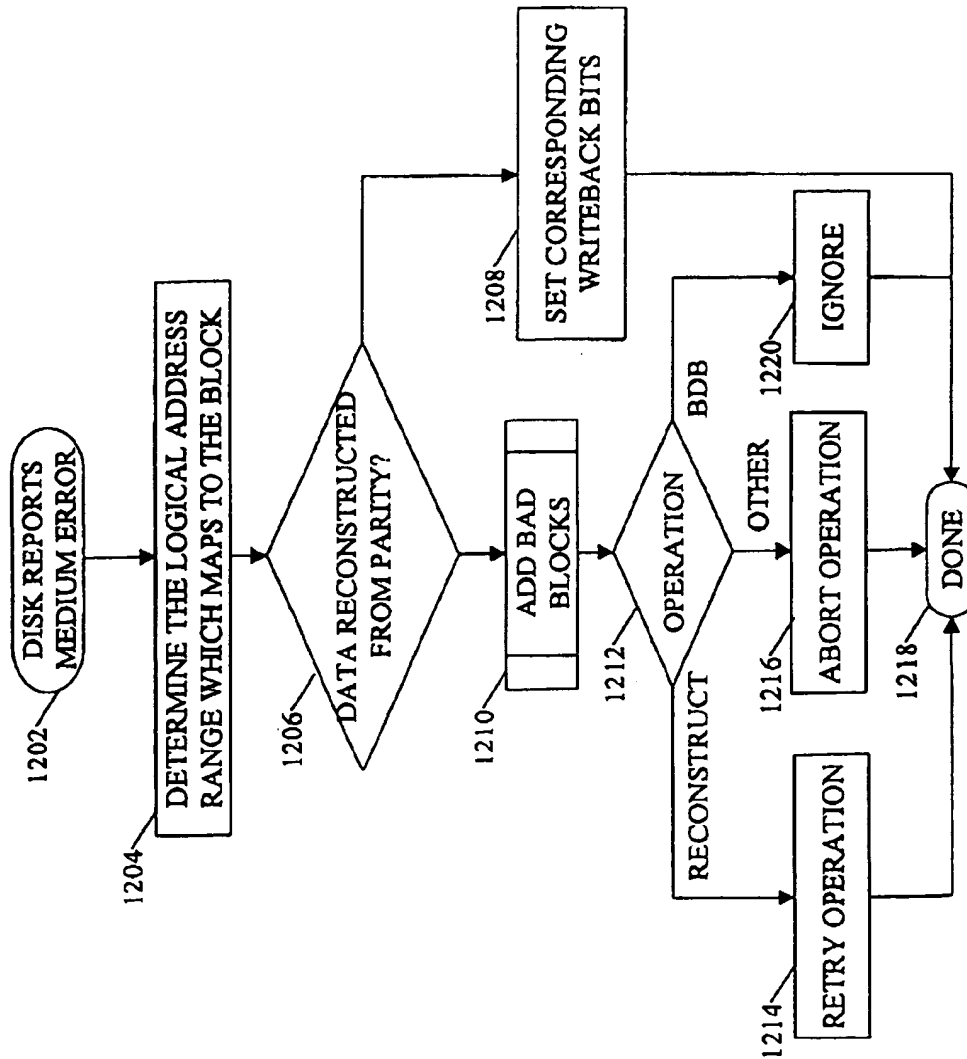 DISK REPORTS
MEDIUM ERROR
1202
DETERMINE THE LOGICAL ADDRESS
RANGE WHICH MAPS TO THE BLOCK
1204
DATA RECONSTRUCTED
FROM PARITY?
1206
SET CORRESPONDING
WRITEBACK BITS
1208
ADD BAD
BLOCKS
1210
OPERATION
1212
RECONSTRUCT
OTHER
BDB
RETRY OPERATION
1214
ABORT OPERATION
1216
IGNORE
1220
DONE
1218